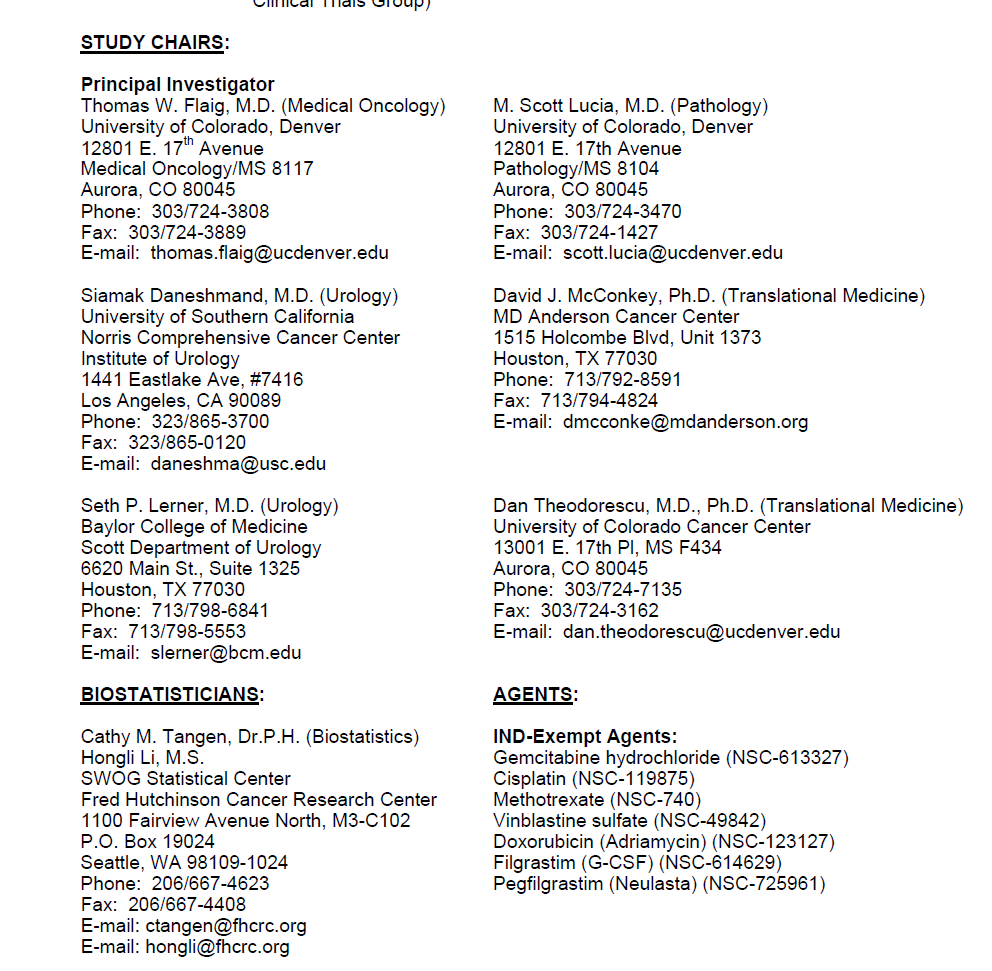 Clinical Trials Group)
STUDY CHAIRS:
Principal Investigator
Thomas W. Flaig, M.D. (Medical Oncology)
University of Colorado, Denver
12801 E. 17th Avenue
Medical Oncology/MS 8117
Aurora, CO 80045
Phone:  303/724-3808
Fax:  303/724-3889
E-mail:  thomas.flaig@ucdenver.edu
M. Scott Lucia, M.D. (Pathology)
University of Colorado, Denver
12801 E. 17th Avenue
Pathology/MS 8104
Aurora, CO 80045
Phone:  303/724-3470
Fax:  303/724-1427
E-mail:  scott.lucia@ucdenver.edu
Siamak Daneshmand, M.D. (Urology)
University of Southern California
Norris Comprehensive Cancer Center
Institute of Urology
1441 Eastlake Ave, #7416
Los Angeles, CA 90089
Phone:  323/865-3700
Fax:  323/865-0120
E-mail:  daneshma@usc.edu
David J. McConkey, Ph.D. (Translational Medicine)
MD Anderson Cancer Center
1515 Holcombe Blvd, Unit 1373
Houston, TX 77030
Phone:  713/792-8591
Fax:  713/794-4824
E-mail:  dmcconke@mdanderson.org
Seth P. Lerner, M.D. (Urology)
Baylor College of Medicine
Scott Department of Urology
6620 Main St., Suite 1325
Houston, TX 77030
Phone:  713/798-6841
Fax:  713/798-5553
E-mail:  slerner@bcm.edu
Dan Theodorescu, M.D., Ph.D. (Translational Medicine)
University of Colorado Cancer Center
13001 E. 17th Pl, MS F434
Aurora, CO 80045
Phone:  303/724-7135
Fax:  303/724-3162
E-mail:  dan.theodorescu@ucdenver.edu
BIOSTATISTICIANS:
Cathy M. Tangen, Dr.P.H. (Biostatistics)
Hongli Li, M.S.
SWOG Statistical Center
Fred Hutchinson Cancer Research Center
1100 Fairview Avenue North, M3-C102
P.O. Box 19024
Seattle, WA 98109-1024
Phone:  206/667-4623
Fax:  206/667-4408
E-mail: ctangen@fhcrc.org
E-mail: hongli@fhcrc.org
AGENTS:
IND-Exempt Agents:
Gemcitabine hydrochloride (NSC-613327)
Cisplatin (NSC-119875)
Methotrexate (NSC-740)
Vinblastine sulfate (NSC-49842)
Doxorubicin (Adriamycin) (NSC-123127)
Filgrastim (G-CSF) (NSC-614629)
Pegfilgrastim (Neulasta) (NSC-725961)